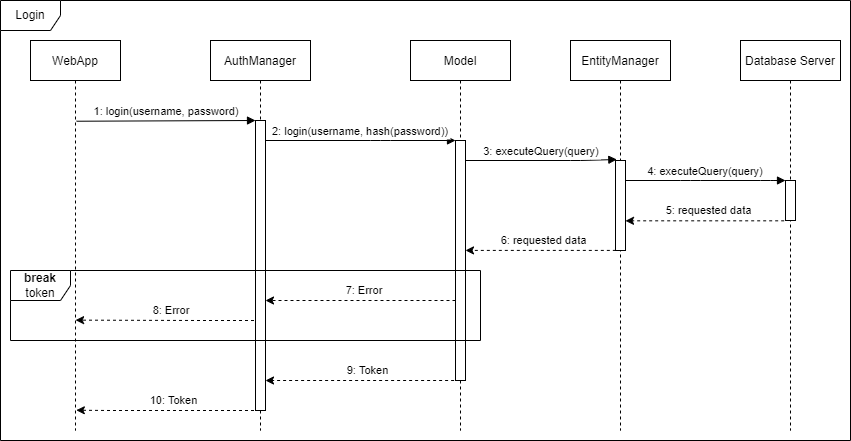 Login
WebApp
AuthManager
Model
EntityManager
Database Server
1: login(username, password)
2: login(username, hash(password))
3: executeQuery(query)
4: executeQuery(query)
5: requested data
6: requested data
break
token
7: Error
8: Error
9: Token
10: Token